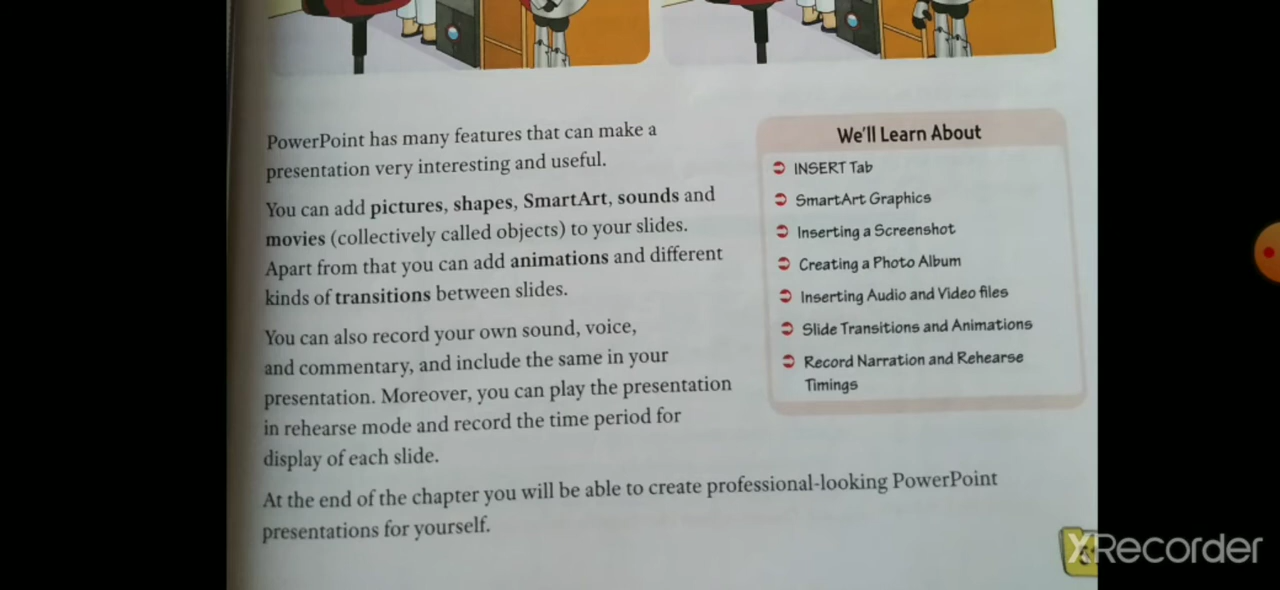 PowerPoint has many features that can make a
presentation very interesting and useful.
You can add pictures, shapes, SmartArt, sounds and
movies (collectively called objects) to your slides.
Apart from that you can add animations and different
kinds of transitions between slides.
You can also record your own sound, voice,
and commentary, and include the same in your
presentation. Moreover, you can play the presentation
in rehearse mode and record the time period for
display of each slide.
At the end of the chapter you will be able to create professional-looking PowerPoint
presentations for yourself.
We'll Learn About
INSERT Tab
SmartArt Graphics
Inserting a Screenshot
Creating a Photo Album
Inserting Audio and Video files
Slide Transitions and Animations
Record Narration and Rehearse
Timings
XRecorder